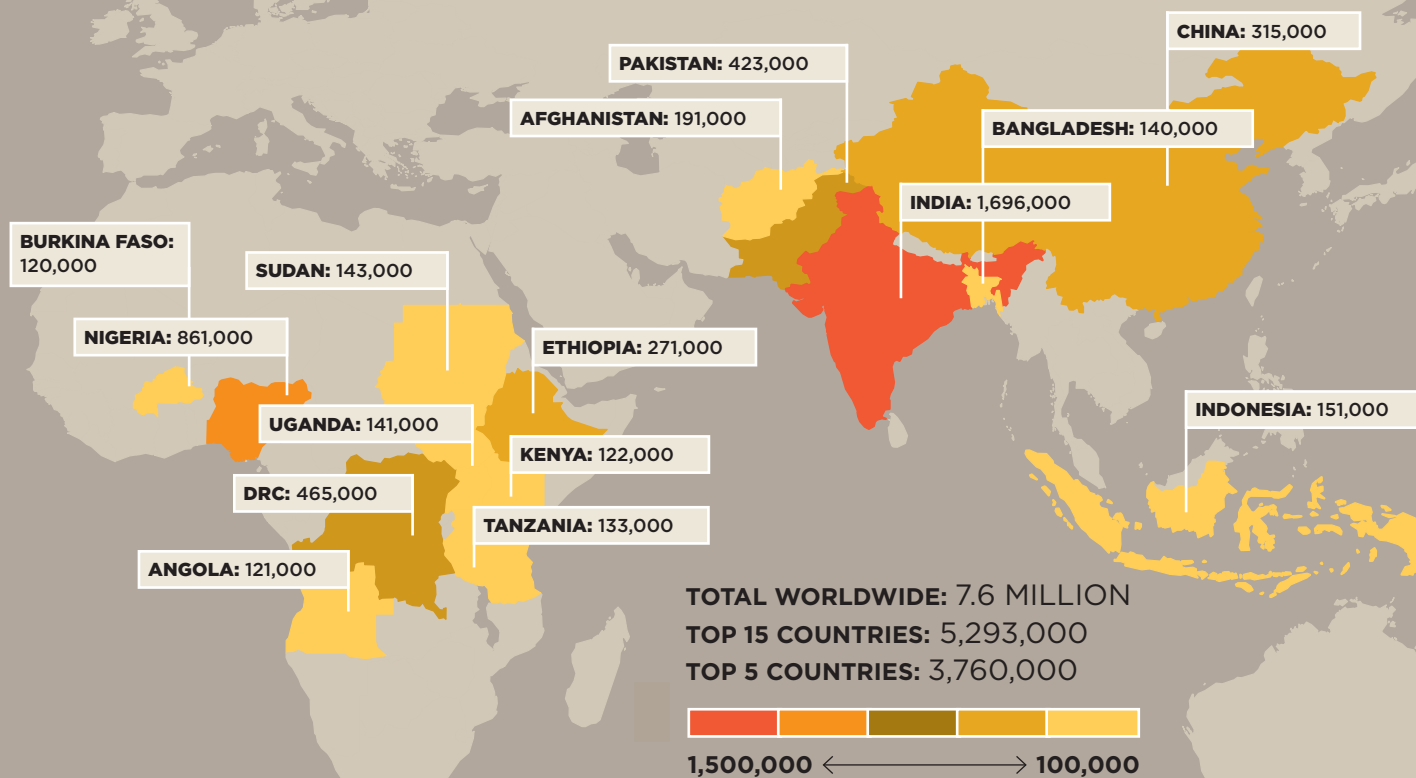 CHINA: 315,000
PAKISTAN: 423,000
AFGHANISTAN: 191,000
BANGLADESH: 140,000
INDIA: 1,696,000
BURKINA FASO:
120,000
SUDAN: 143,000
NIGERIA: 861,000
ETHIOPIA: 271,000
INDONESIA: 151,000
UGANDA: 141,000
KENYA: 122,000
DRC: 465,000
TANZANIA: 133,000
ANGOLA: 121,000
TOTAL WORLDWIDE: 7.6 MILLION
TOP 15 COUNTRIES: 5,293,000
TOP 5 COUNTRIES: 3,760,000
1,500,000 ⟷ 100,000